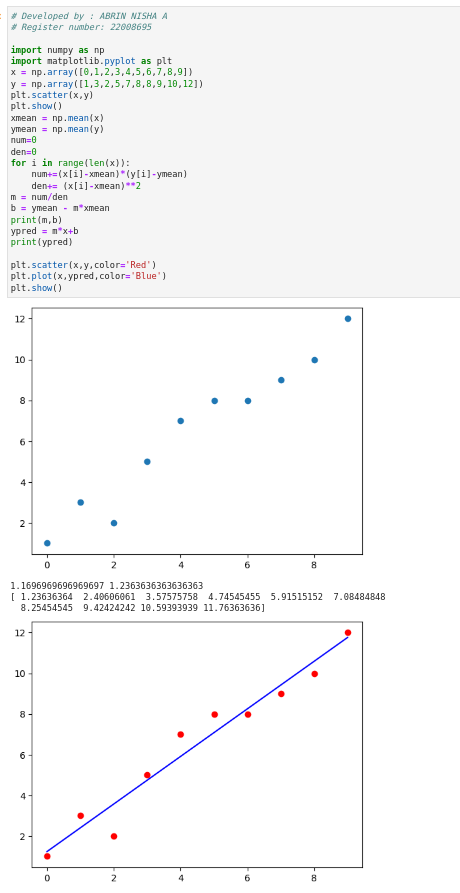 # Developed by : ABRIN NISHA A
# Register number: 22008695
import numpy as np
import matplotlib.pyplot as plt
x = np.array([0,1,2,3,4,5,6,7,8,9])
y = np.array([1,3,2,5,7,8,8,9,10,12])
plt.scatter(x,y)
plt.show()
xmean = np.mean(x)
ymean = np.mean(y)
num=0
den=0
for i in range(len(x)):
    num+=(x[i]-xmean)*(y[i]-ymean)
    den+= (x[i]-xmean)**2
m = num/den
b = ymean - m*xmean
print(m,b)
ypred = m*x+b
print(ypred)
plt.scatter(x,y,color='Red')
plt.plot(x,ypred,color='Blue')
plt.show()
12
10
8
6
4
2
0 2 4 6 8
1.1696969696969697 1.2363636363636363
[ 1.23636364  2.40606061  3.57575758  4.74545455  5.91515152  7.08484848
  8.25454545  9.42424242 10.59393939 11.76363636]
12
10
8
6
4
2
0 2 4 6 8